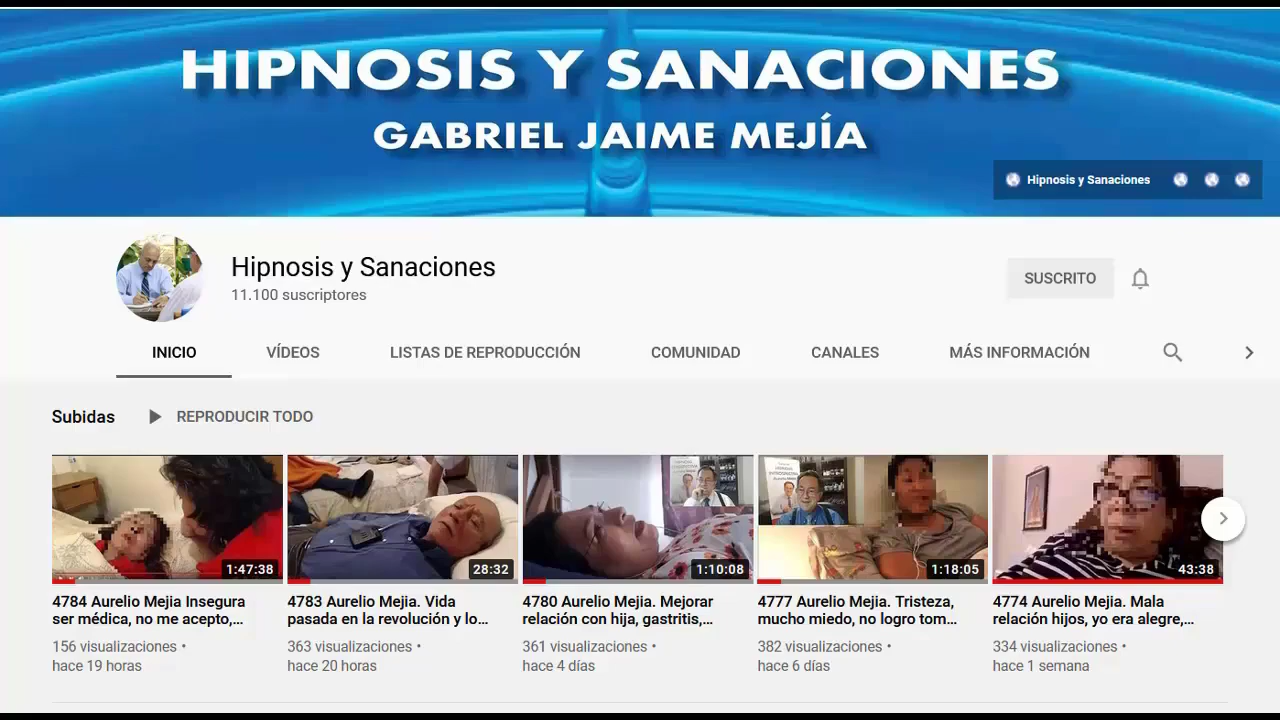 HIPNOSIS Y SANACIONES
GABRIEL JAIME MEJÍA
Hipnosis y Sanaciones
Hipnosis y Sanaciones
11.100 suscriptores
SUSCRITO
INICIO VÍDEOS LISTAS DE REPRODUCCIÓN COMUNIDAD CANALES MÁS INFORMACIÓN
Subidas REPRODUCIR TODO
1:47:38 28:32 1:10:08 1:18:05 43:38
4784 Aurelio Mejia Insegura
ser médica, no me acepto,...
156 visualizaciones •
hace 19 horas
4783 Aurelio Mejia. Vida
pasada en la revolución y lo...
363 visualizaciones •
hace 20 horas
4780 Aurelio Mejia. Mejorar
relación con hija, gastritis,...
361 visualizaciones •
hace 4 días
4777 Aurelio Mejia. Tristeza,
mucho miedo, no logro tom...
382 visualizaciones •
hace 6 días
4774 Aurelio Mejia. Mala
relación hijos, yo era alegre,...
334 visualizaciones •
hace 1 semana